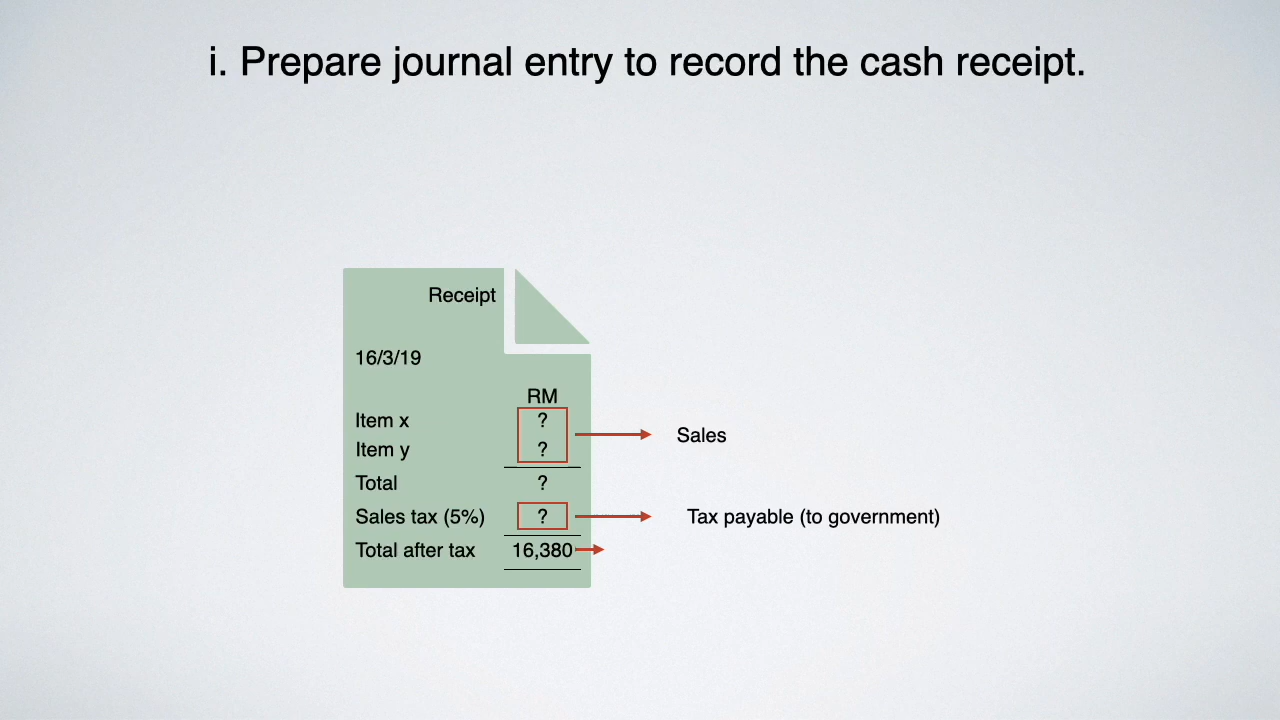 i. Prepare journal entry to record the cash receipt.
Receipt
16/3/19
RM
Item x ?
Item y ?
Sales
Total ?
Sales tax (5%) ?
Tax payable (to government)
Total after tax 16,380